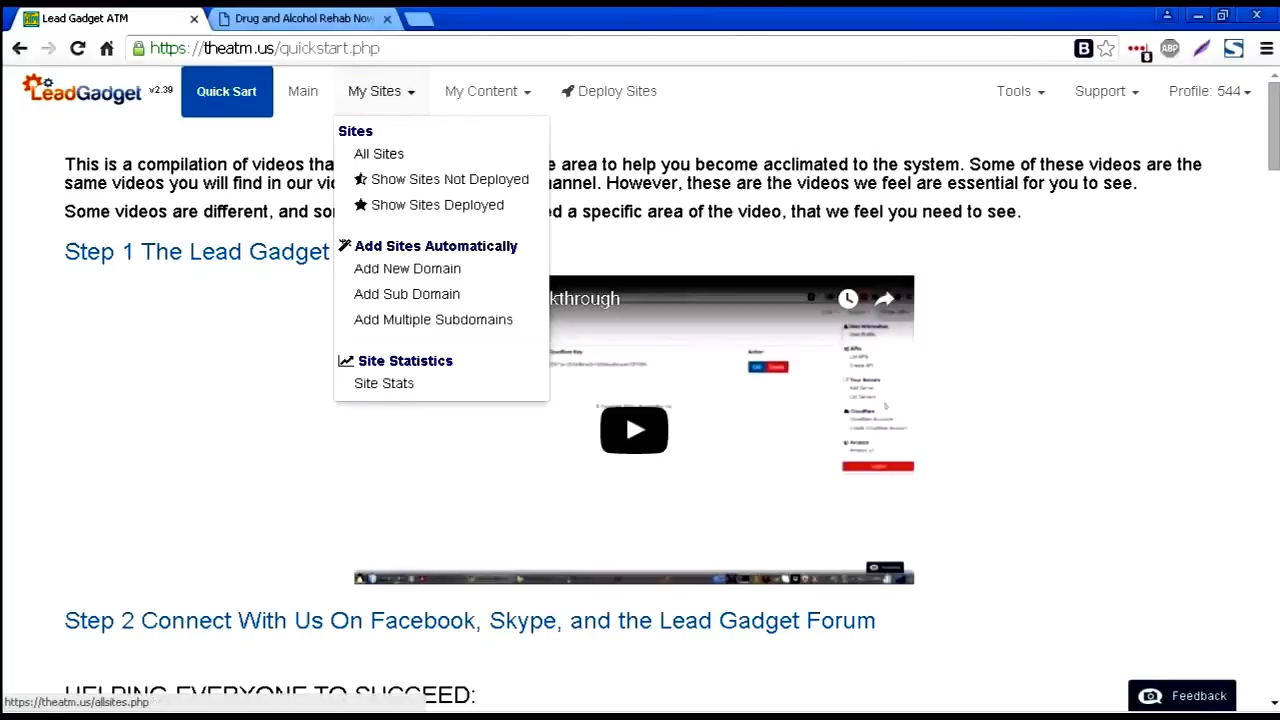 Lead Gadget ATM
Drug and Alcohol Rehab Now
https://theatm.us/quickstart.php
B
8
ABP
S
LeadGadget v2.39 Quick Sart Main My Sites My Content Deploy Sites Tools Support Profile: 544
Sites
All Sites
Show Sites Not Deployed
Show Sites Deployed
Add Sites Automatically
Add New Domain
Add Sub Domain
Add Multiple Subdomains
Site Statistics
Site Stats
This is a compilation of videos tha e area to help you become acclimated to the system. Some of these videos are the
same videos you will find in our vi hannel. However, these are the videos we feel are essential for you to see.
Some videos are different, and so d a specific area of the video, that we feel you need to see.
Step 1 The Lead Gadget
kthrough
Step 2 Connect With Us On Facebook, Skype, and the Lead Gadget Forum
HELPING EVERYONE TO SUCCEED:
https://theatm.us/allsites.php
Feedback